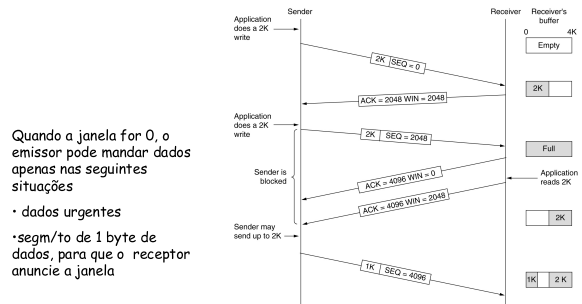 Quando a janela for 0, o
emissor pode mandar dados
apenas nas seguintes
situações
• dados urgentes
•segm/to de 1 byte de
dados, para que o receptor
anuncie a janela
Sender
Receiver
Receiver's
buffer
Application
does a 2K
write
0 4K
Empty
2K SEQ = 0
2K
ACK = 2048 WIN = 2048
Application
does a 2K
write
2K SEQ = 2048
Full
Sender is
blocked
ACK = 4096 WIN = 0
Application
reads 2K
ACK = 4096 WIN = 2048
2K
Sender may
send up to 2K
1K SEQ = 4096
1K 2 K